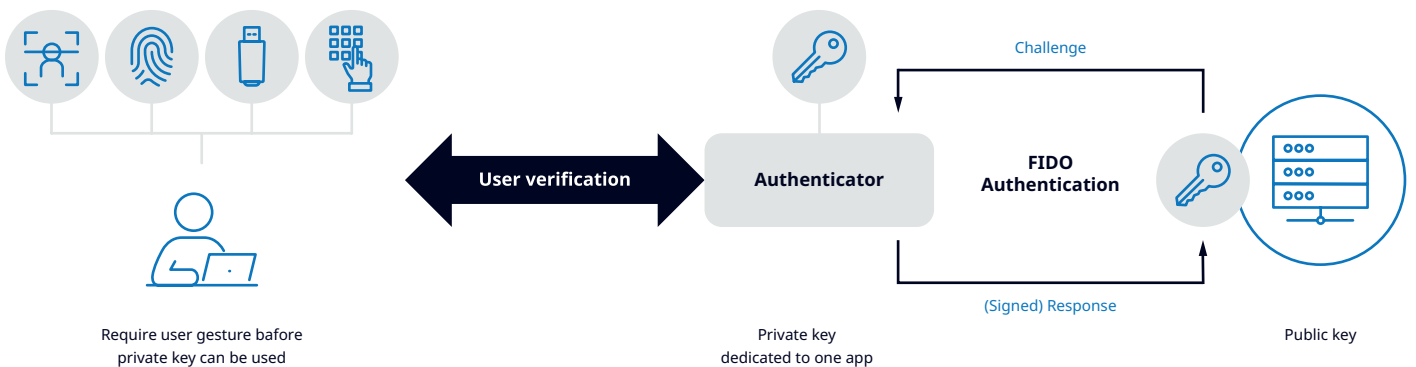 Challenge
User verification
Authenticator
FIDO
Authentication
(Signed) Response
Require user gesture bafore
private key can be used
Private key
dedicated to one app
Public key